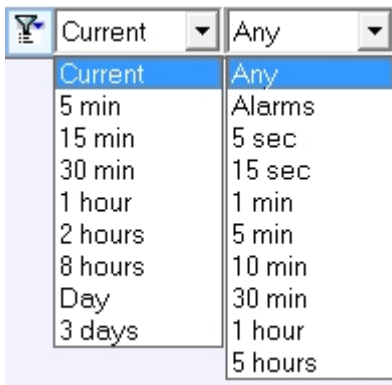 Current Any
Current Any
5 min Alarms
15 min 5 sec
30 min 15 sec
1 hour 1 min
2 hours 5 min
8 hours 10 min
Day 30 min
3 days 1 hour
5 hours